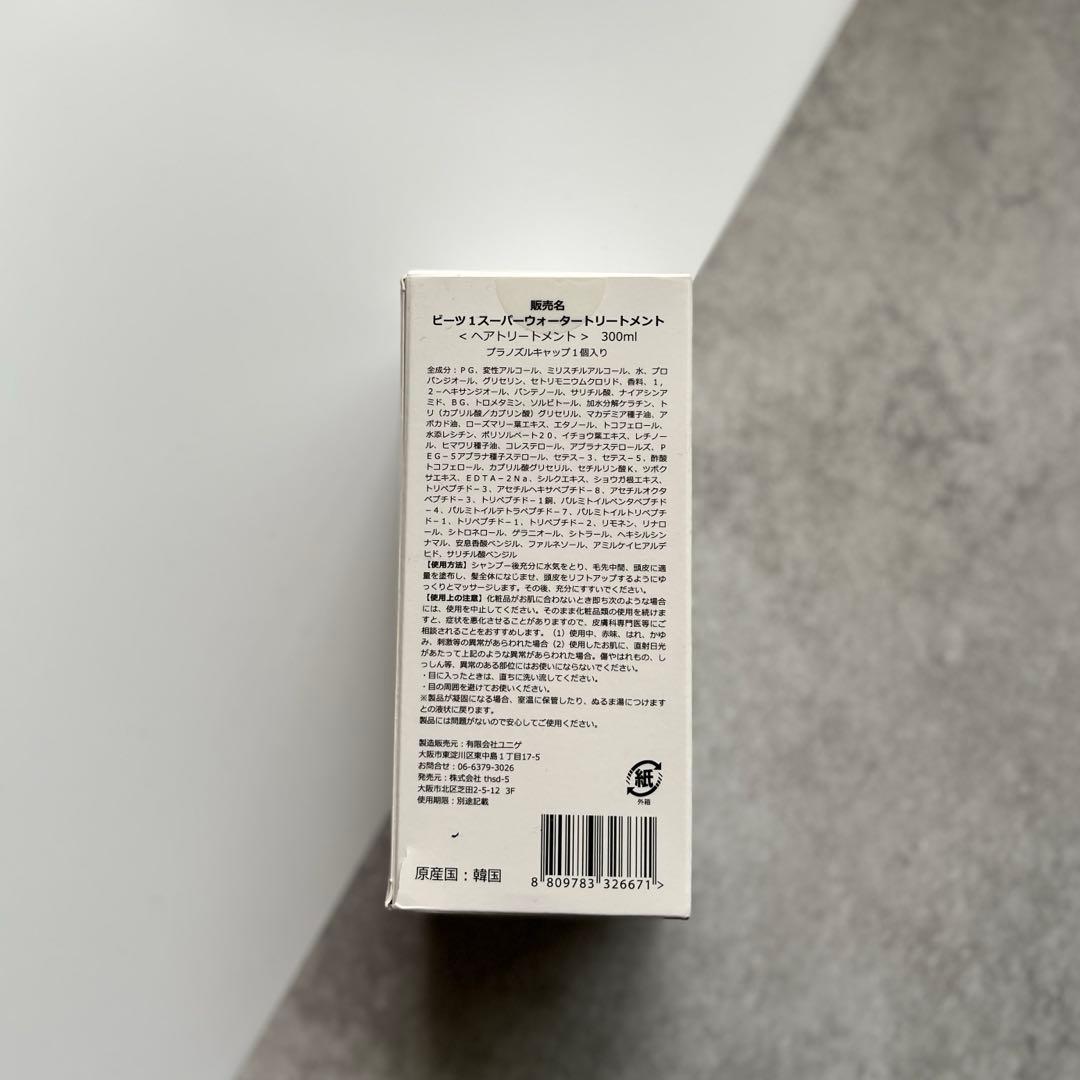 販売名
ビーツ1スーパーウォータートリートメント
< ヘアトリートメント > 300ml
プラノズルキャップ1個入り
全成分：PG、変性アルコール、ミリスチルアルコール、水、プロ
パンジオール、グリセリン、セトリモニウムクロリド、香料、1,
2-ヘキサンジオール、パンテノール、サリチル酸、ナイアシンア
ミド、BG、トロメタミン、ソルビトール、加水分解ケラチン、ト
リ（カプリル酸／カプリン酸）グリセリル、マカデミア種子油、ア
ボカド油、ローズマリー葉エキス、エタノール、トコフェロール、
水添レシチン、ポリソルベート20、イチョウ葉エキス、レチノー
ル、ヒマワリ種子油、コレステロール、アブラナステロールズ、P
EG-5アブラナ種子ステロール、セテス-3、セテス-5、酢酸
トコフェロール、カプリル酸グリセリル、セチルリン酸K、ツボク
サエキス、EDTA-2Na、シルクエキス、ショウガ根エキス、
トリペプチド-3、アセチルヘキサペプチド-8、アセチルオクタ
ペプチド-3、トリペプチド-1銅、パルミトイルペンタペプチド
-4、パルミトイルテトラペプチド-7、パルミトイルトリペプチ
ド-1、トリペプチド-1、トリペプチド-2、リモネン、リナロ
ール、シトロネロール、ゲラニオール、シトラール、ヘキシルシン
ナマル、安息香酸ベンジル、ファルネソール、アミルケイヒアルデ
ヒド、サリチル酸ベンジル
【使用方法】シャンプー後充分に水気をとり、毛先中間、頭皮に適
量を塗布し、髪全体になじませ、頭皮をリフトアップするようにゆ
っくりとマッサージします。その後、充分にすすいでください。
【使用上の注意】化粧品がお肌に合わないとき即ち次のような場合
には、使用を中止してください。そのまま化粧品類の使用を続けま
すと、症状を悪化させることがありますので、皮膚科専門医等にご
相談されることをおすすめします。（1）使用中、赤味、はれ、かゆ
み、刺激等の異常があらわれた場合（2）使用したお肌に、直射日光
があたって上記のような異常があらわれた場合。傷やはれもの、し
っしん等、異常のある部位にはお使いにならないでください。
・目に入ったときは、直ちに洗い流してください。
・目の周囲を避けてお使いください。
※製品が凝固になる場合、室温に保管したり、ぬるま湯につけます
との液状に戻ります。
製品には問題がないので安心してご使用ください。
製造販売元：有限会社ユニゲ
大阪市東淀川区東中島1丁目17-5
お問合せ：06-6379-3026
発売元：株式会社 thsd-5
大阪市北区芝田2-5-12 3F
使用期限：別途記載
紙
外箱
原産国：韓国
8 809783 326671 >